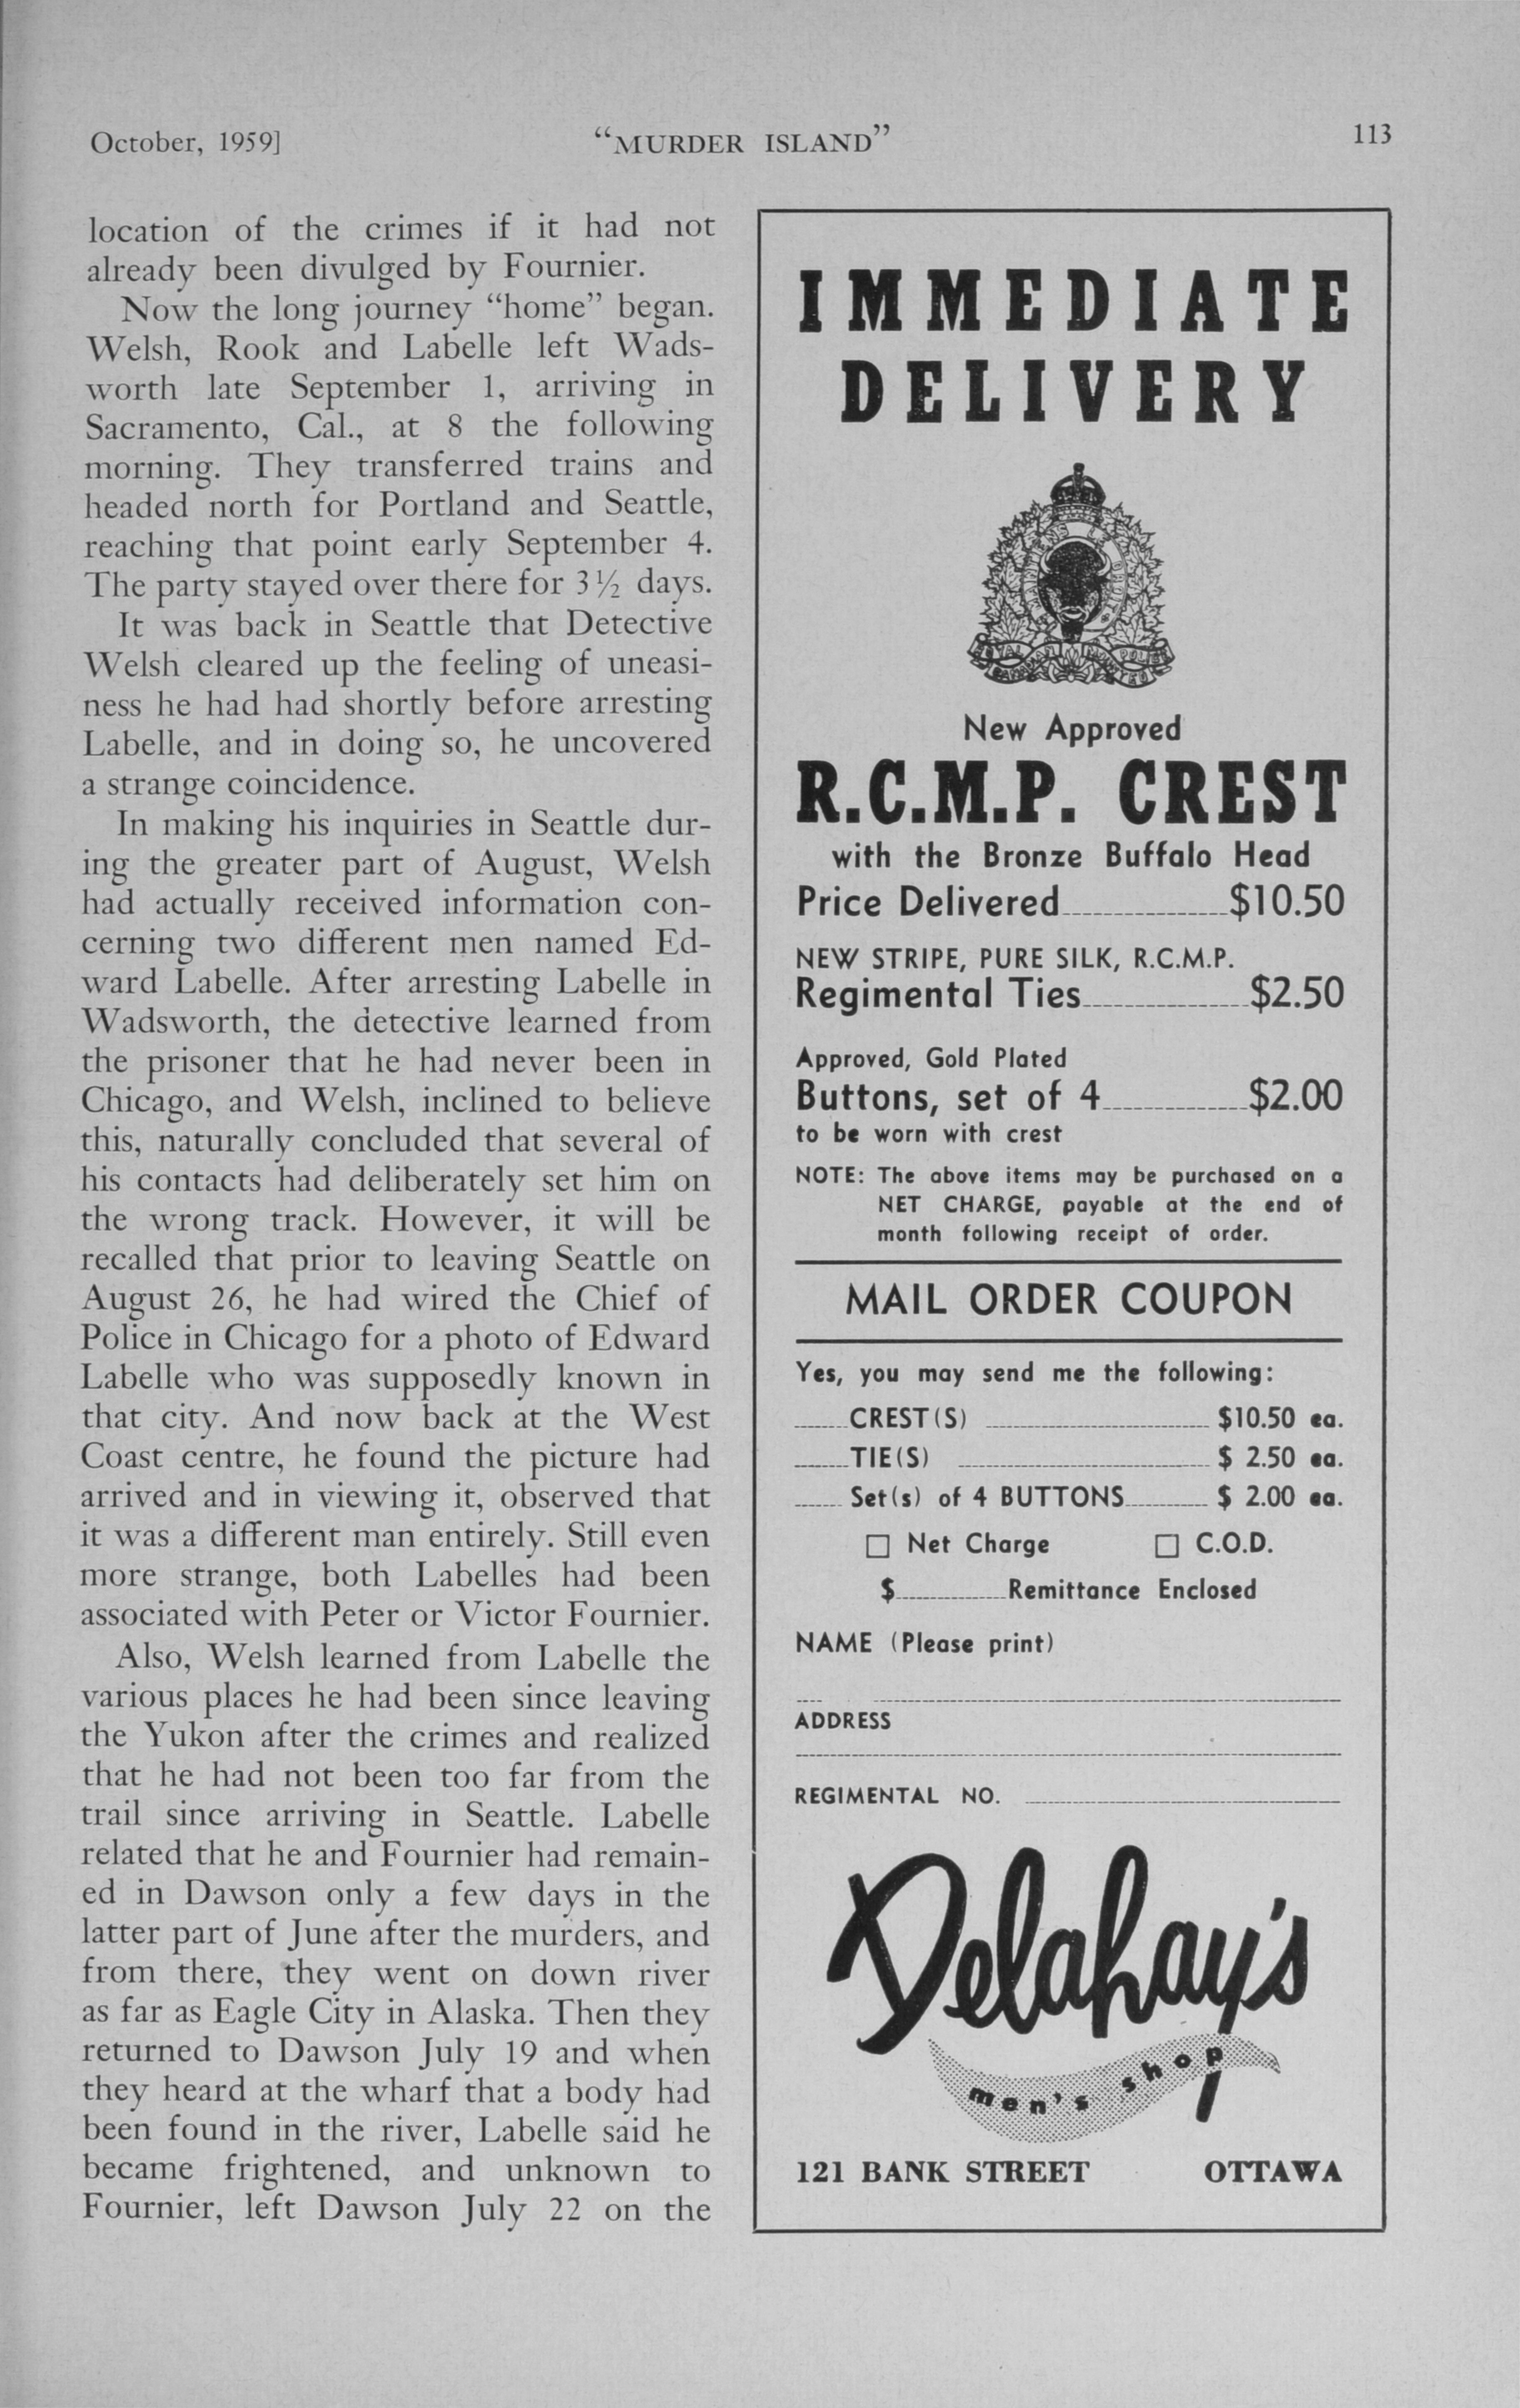 October, 1959]
“MURDER ISLAND”
113
location of the crimes if it had not
already been divulged by Fournier.
Now the long journey “home” began.
Welsh, Rook and Labelle left Wads-
worth late September 1, arriving in
Sacramento, Cal., at 8 the following
morning. They transferred trains and
headed north for Portland and Seattle,
reaching that point early September 4.
The party stayed over there for 3½ days.
It was back in Seattle that Detective
Welsh cleared up the feeling of uneasi-
ness he had had shortly before arresting
Labelle, and in doing so, he uncovered
a strange coincidence.
In making his inquiries in Seattle dur-
ing the greater part of August, Welsh
had actually received information con-
cerning two different men named Ed-
ward Labelle. After arresting Labelle in
Wadsworth, the detective learned from
the prisoner that he had never been in
Chicago, and Welsh, inclined to believe
this, naturally concluded that several of
his contacts had deliberately set him on
the wrong track. However, it will be
recalled that prior to leaving Seattle on
August 26, he had wired the Chief of
Police in Chicago for a photo of Edward
Labelle who was supposedly known in
that city. And now back at the West
Coast centre, he found the picture had
arrived and in viewing it, observed that
it was a different man entirely. Still even
more strange, both Labelles had been
associated with Peter or Victor Fournier.
Also, Welsh learned from Labelle the
various places he had been since leaving
the Yukon after the crimes and realized
that he had not been too far from the
trail since arriving in Seattle. Labelle
related that he and Fournier had remain-
ed in Dawson only a few days in the
latter part of June after the murders, and
from there, they went on down river
as far as Eagle City in Alaska. Then they
returned to Dawson July 19 and when
they heard at the wharf that a body had
been found in the river, Labelle said he
became frightened, and unknown to
Fournier, left Dawson July 22 on the
IMMEDIATE
DELIVERY
ROYAL CANADIAN MOUNTED POLICE
New Approved
R.C.M.P. CREST
with the Bronze Buffalo Head
Price Delivered $10.50
NEW STRIPE, PURE SILK, R.C.M.P.
Regimental Ties $2.50
Approved, Gold Plated
Buttons, set of 4 $2.00
to be worn with crest
NOTE: The above items may be purchased on a
NET CHARGE, payable at the end of
month following receipt of order.
MAIL ORDER COUPON
Yes, you may send me the following:
CREST(S) $10.50 ea.
TIE(S) $ 2.50 ea.
Set(s) of 4 BUTTONS $ 2.00 ea.
□ Net Charge □ C.O.D.
$ Remittance Enclosed
NAME (Please print)
ADDRESS
REGIMENTAL NO.
Delahay's
men's shop
121 BANK STREET OTTAWA